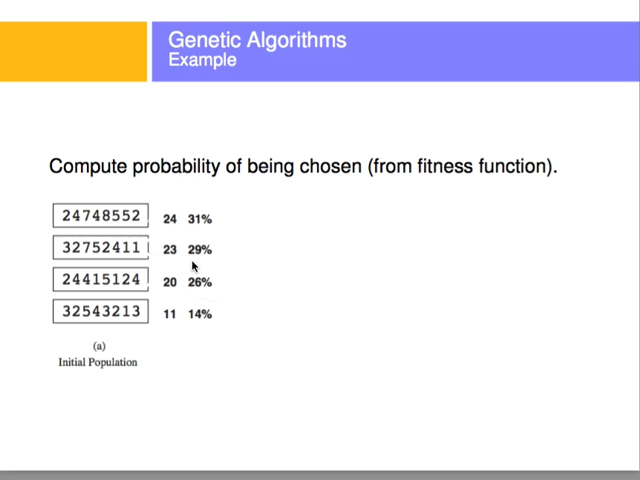 Genetic Algorithms
Example
Compute probability of being chosen (from fitness function).
24748552 24 31%
32752411 23 29%
24415124 20 26%
32543213 11 14%
(a)
Initial Population